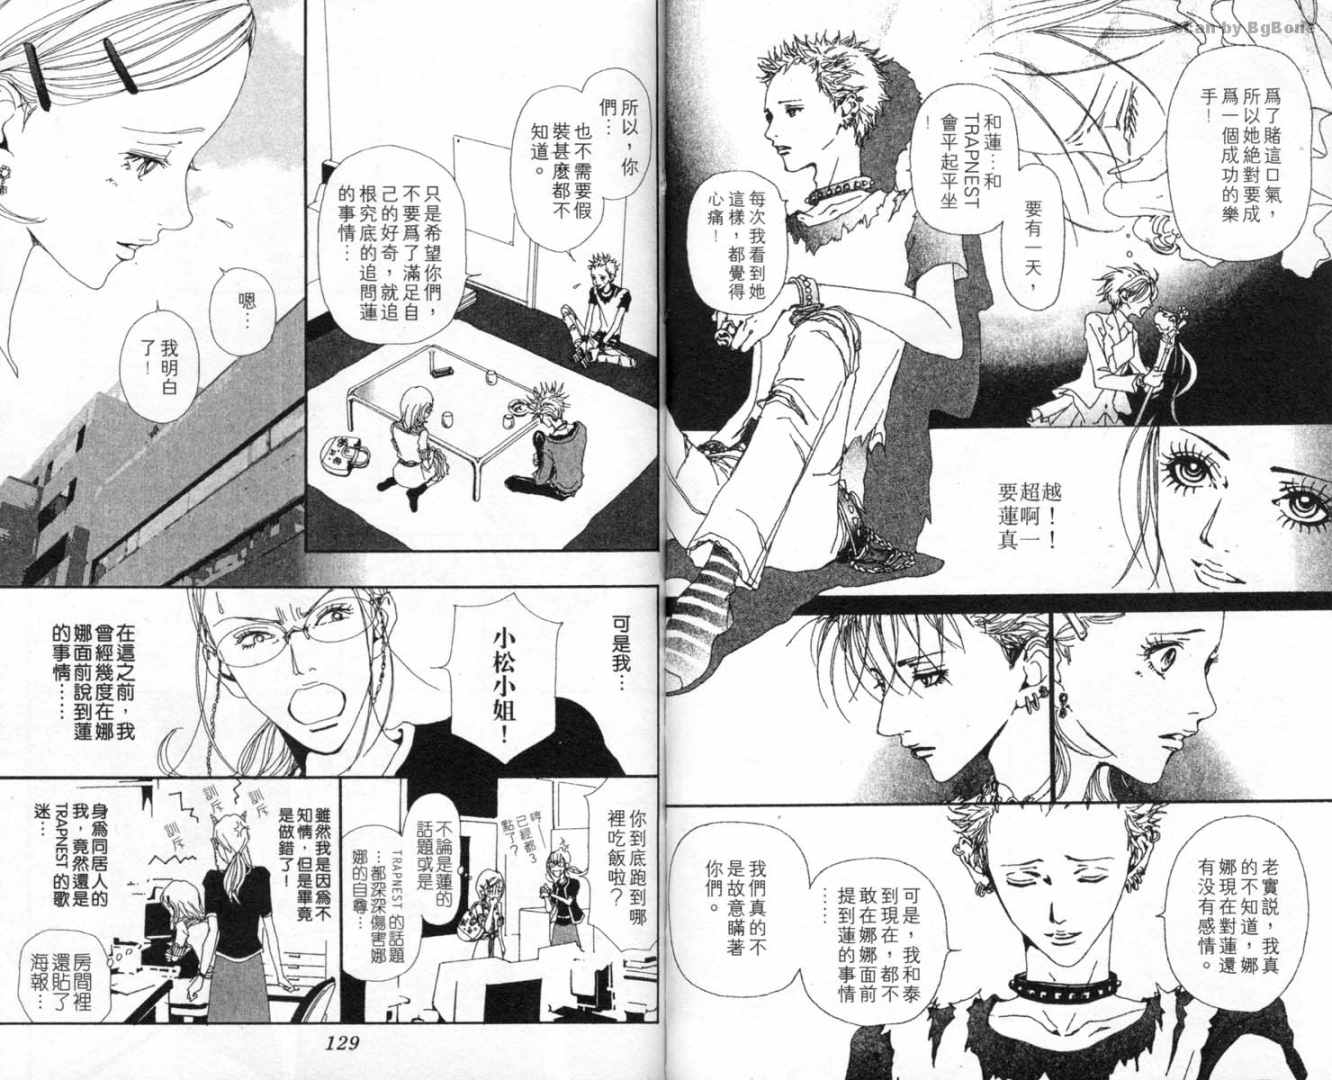 Scan by BgBone
為了賭這口氣，
所以她絕對要成
為一個成功的樂
手！
要有一天，
和蓮…和
TRAPNEST
會平起平坐
！
每次我看到她
這樣，都覺得
心痛！
越！！
超啊！
要蓮一
真
老實說，我真
的不知道，娜
娜現在對蓮還
有沒有感情。
可是，我和泰
到現在，都不
敢在娜娜面前
提到蓮的事情
……
我們真的不
是故意瞞著
你們。
所以，你
們…
也不需要假
裝甚麼都不
知道。
只是希望你們，
不要為了滿足自
己的好奇，就追
根究底的追問蓮
的事情…
嗯…
我明白
了！
可是我…
小松小姐！
在這之前，我
曾經幾度在娜
娜面前說到蓮
的事情……
你到底跑到哪
裡吃飯啦？
哼——
已經都3
點了？
不論是蓮的
話題或是
TRAPNEST的話題
…都深深傷害娜
娜的自尊…
雖然我是因為不
知情，但是畢竟
是做錯了！
訓斥
訓斥
訓斥
身為同居人的
我，竟然還是
TRAPNEST的歌
迷…
房間裡
還貼了
海報…
129